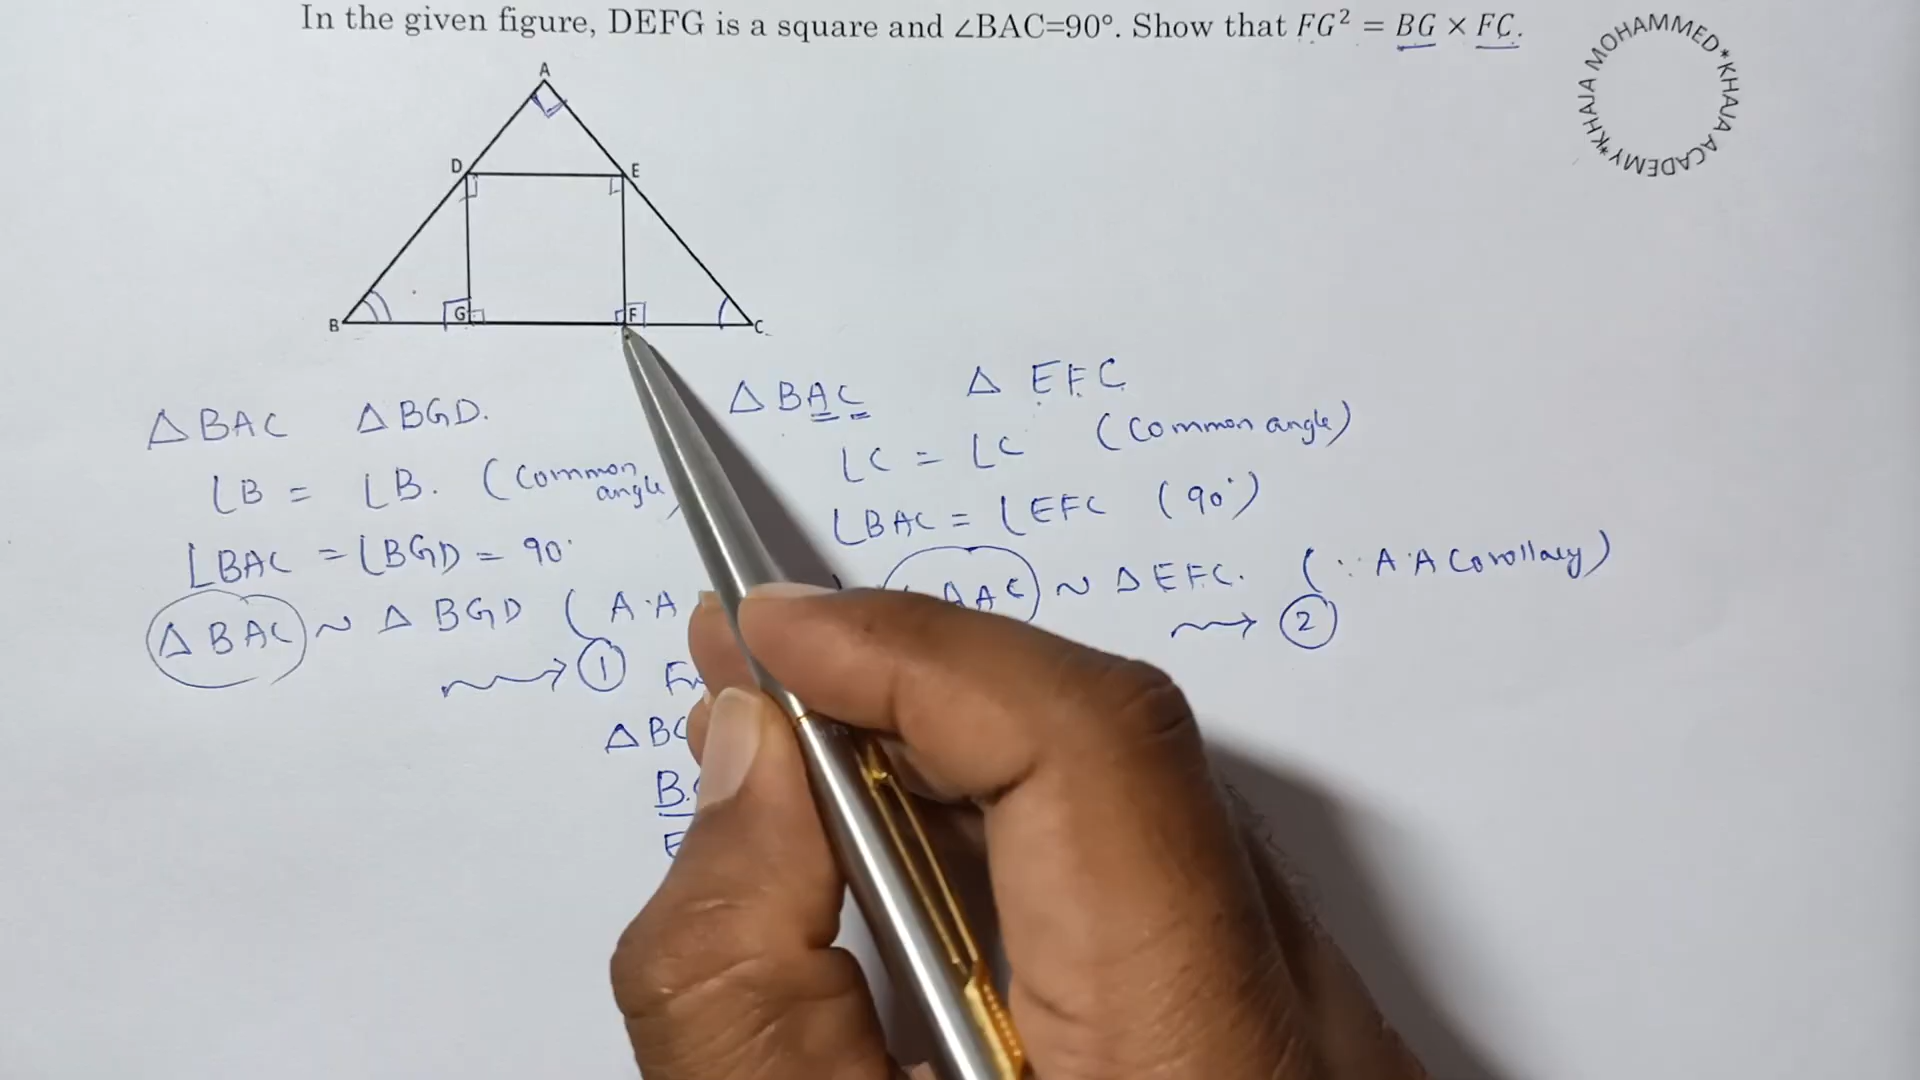 In the given figure, DEFG is a square and ∠BAC=90°. Show that FG² = BG × FC.
KHAJA MOHAMMED*KHAJA ACADEMY*
A
D
E
B
G
F
C
△BAC △BGD.
∠B = ∠B. (Common angle
∠BAC = ∠BGD = 90°
△BAC ~ △BGD (A·A
→ ①
△BAC △EFC
∠C = ∠C (Common angle)
∠BAC = ∠EFC (90°)
AC ~ △EFC. (∵ A·A Corollary)
→ ②
△B
B.
E